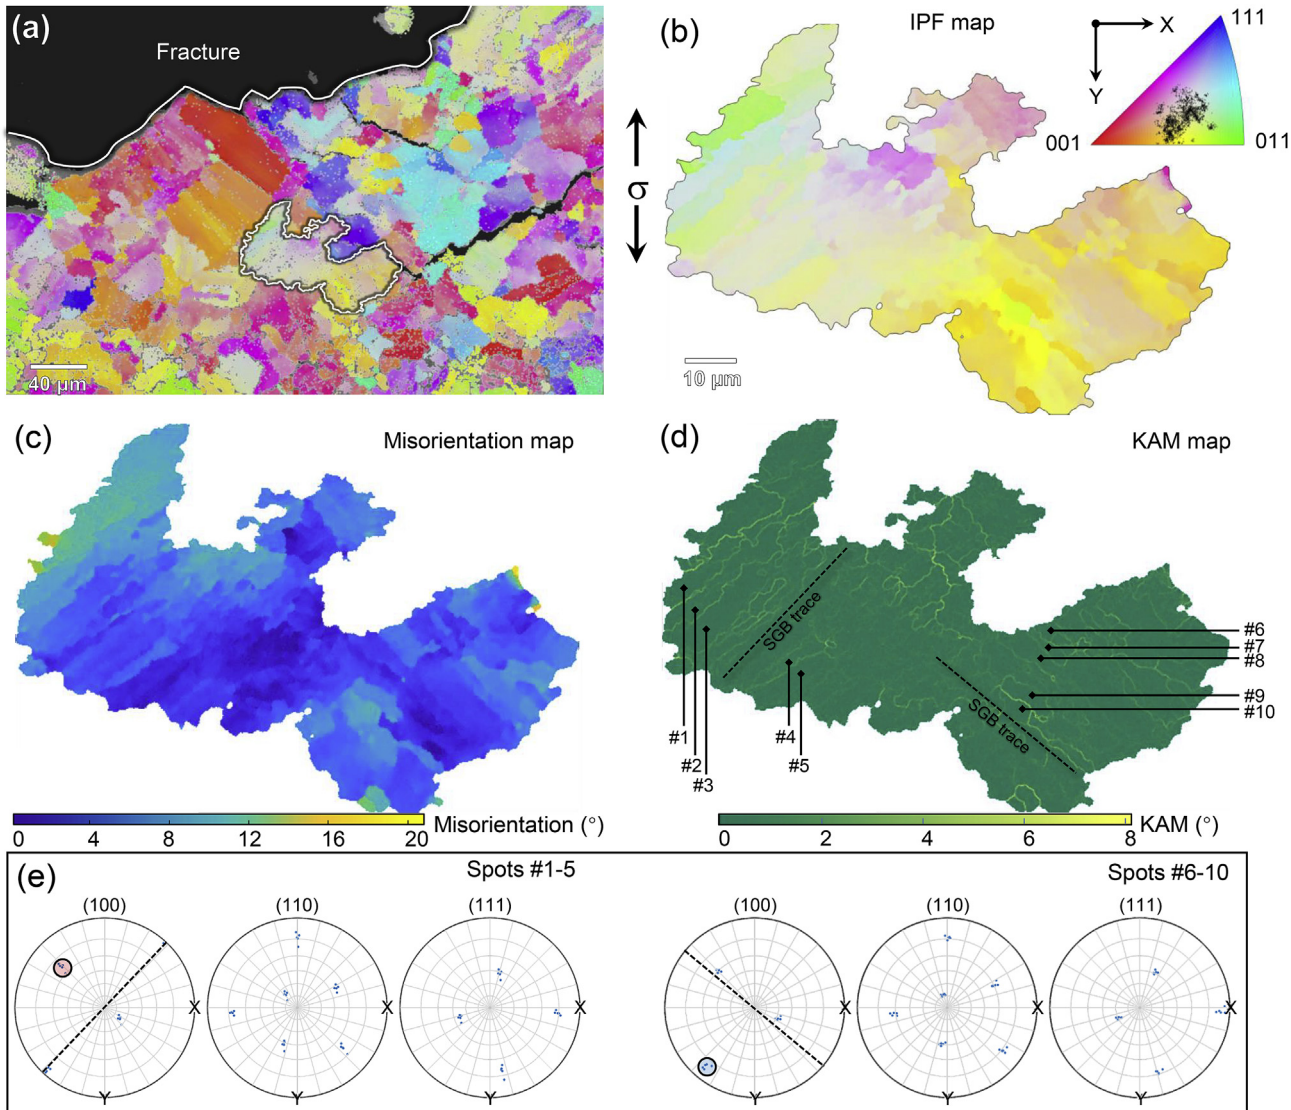 (a)
Fracture
40 μm
(b)
IPF map
X
Y
111
001
011
σ
10 μm
(c)
Misorientation map
0 4 8 12 16 20 Misorientation (°)
(d)
KAM map
SGB trace
SGB trace
#1
#2
#3
#4
#5
#6
#7
#8
#9
#10
0 2 4 6 8 KAM (°)
(e)
Spots #1-5
(100) (110) (111)
X X X
Y Y Y
Spots #6-10
(100) (110) (111)
X X X
Y Y Y